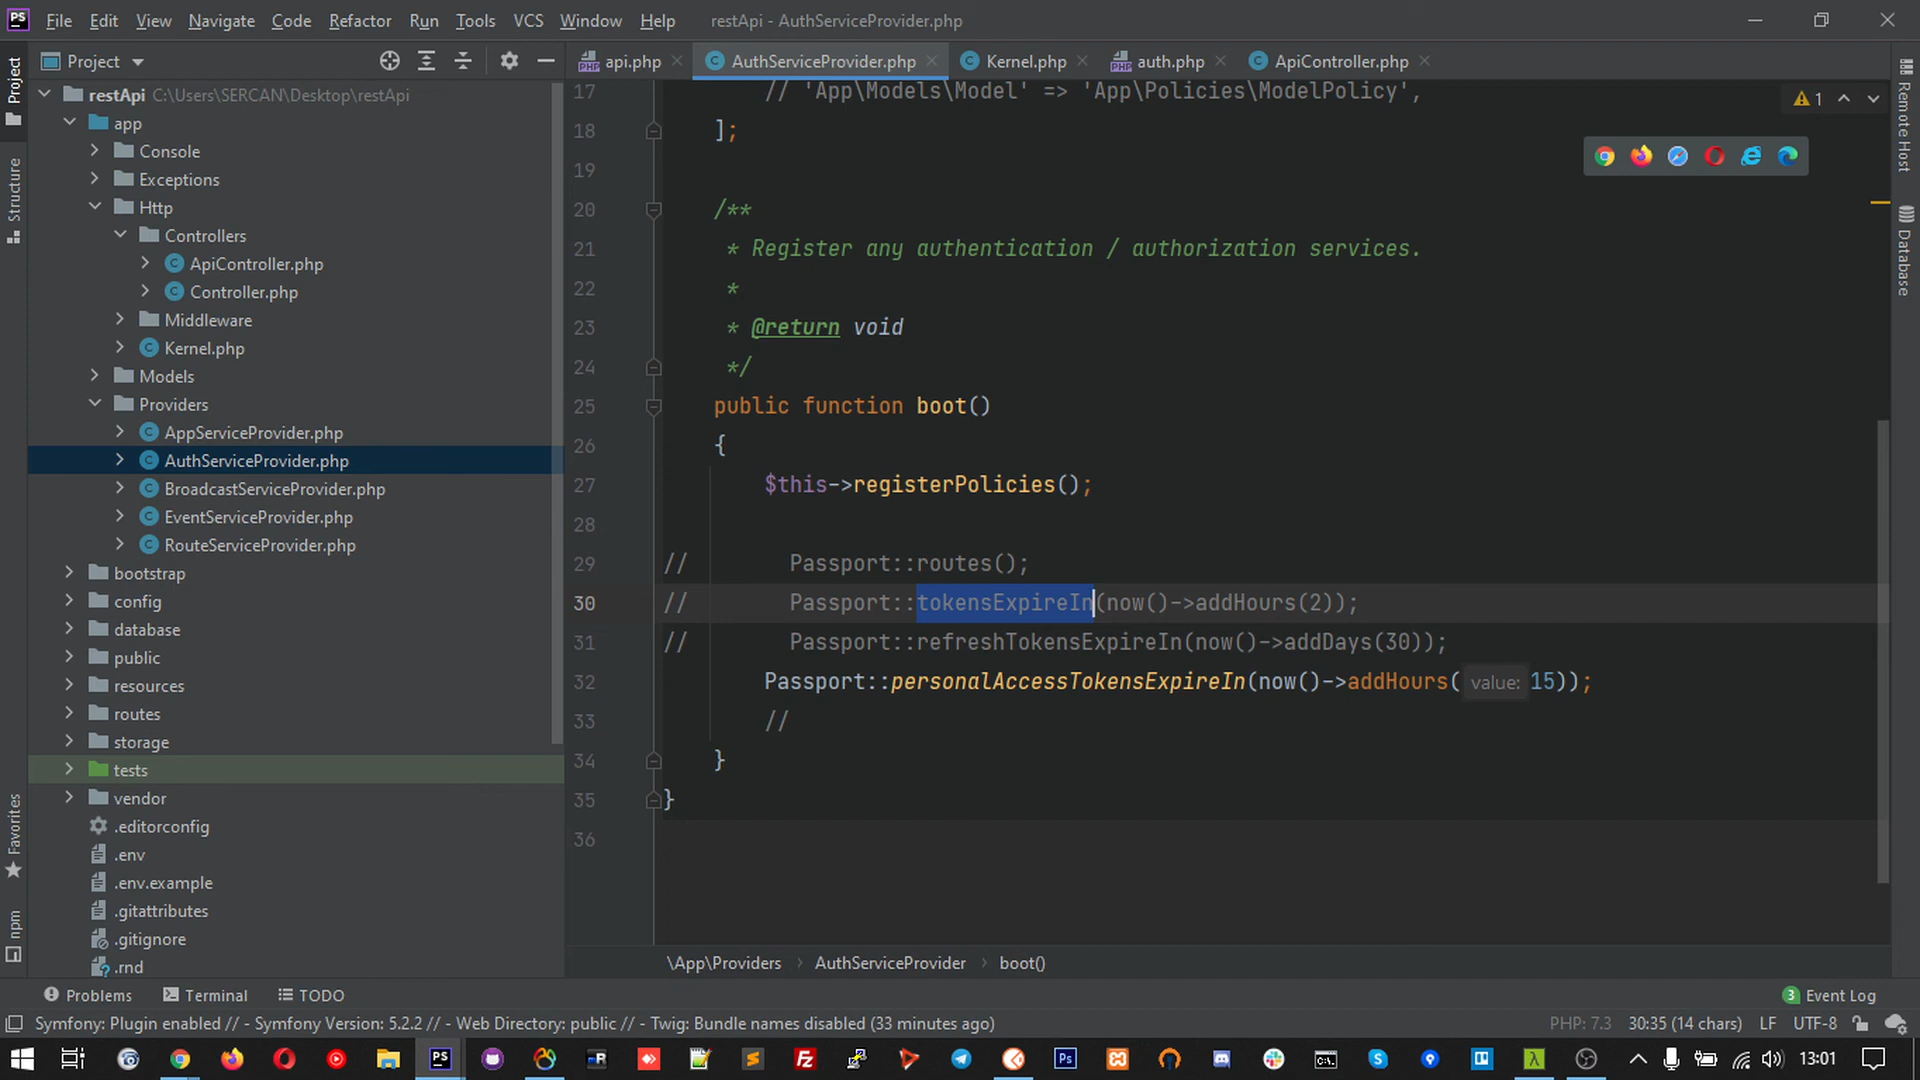 PS File Edit View Navigate Code Refactor Run Tools VCS Window Help restApi - AuthServiceProvider.php
Project
api.php
AuthServiceProvider.php
Kernel.php
auth.php
ApiController.php
restApi C:\Users\SERCAN\Desktop\restApi
app
Console
Exceptions
Http
Controllers
ApiController.php
Controller.php
Middleware
Kernel.php
Models
Providers
AppServiceProvider.php
AuthServiceProvider.php
BroadcastServiceProvider.php
EventServiceProvider.php
RouteServiceProvider.php
bootstrap
config
database
public
resources
routes
storage
tests
vendor
.editorconfig
.env
.env.example
.gitattributes
.gitignore
.rnd
Project
Structure
Favorites
npm
17 // 'App\Models\Model' => 'App\Policies\ModelPolicy',
18 ];
19
20 /**
21 * Register any authentication / authorization services.
22 *
23 * @return void
24 */
25 public function boot()
26 {
27 $this->registerPolicies();
28
29 // Passport::routes();
30 // Passport::tokensExpireIn(now()->addHours(2));
31 // Passport::refreshTokensExpireIn(now()->addDays(30));
32 Passport::personalAccessTokensExpireIn(now()->addHours( value: 15));
33 //
34 }
35 }
36
1
Remote Host
Database
\App\Providers › AuthServiceProvider › boot()
Problems Terminal TODO 3 Event Log
Symfony: Plugin enabled // - Symfony Version: 5.2.2 // - Web Directory: public // - Twig: Bundle names disabled (33 minutes ago) PHP: 7.3 30:35 (14 chars) LF UTF-8
13:01